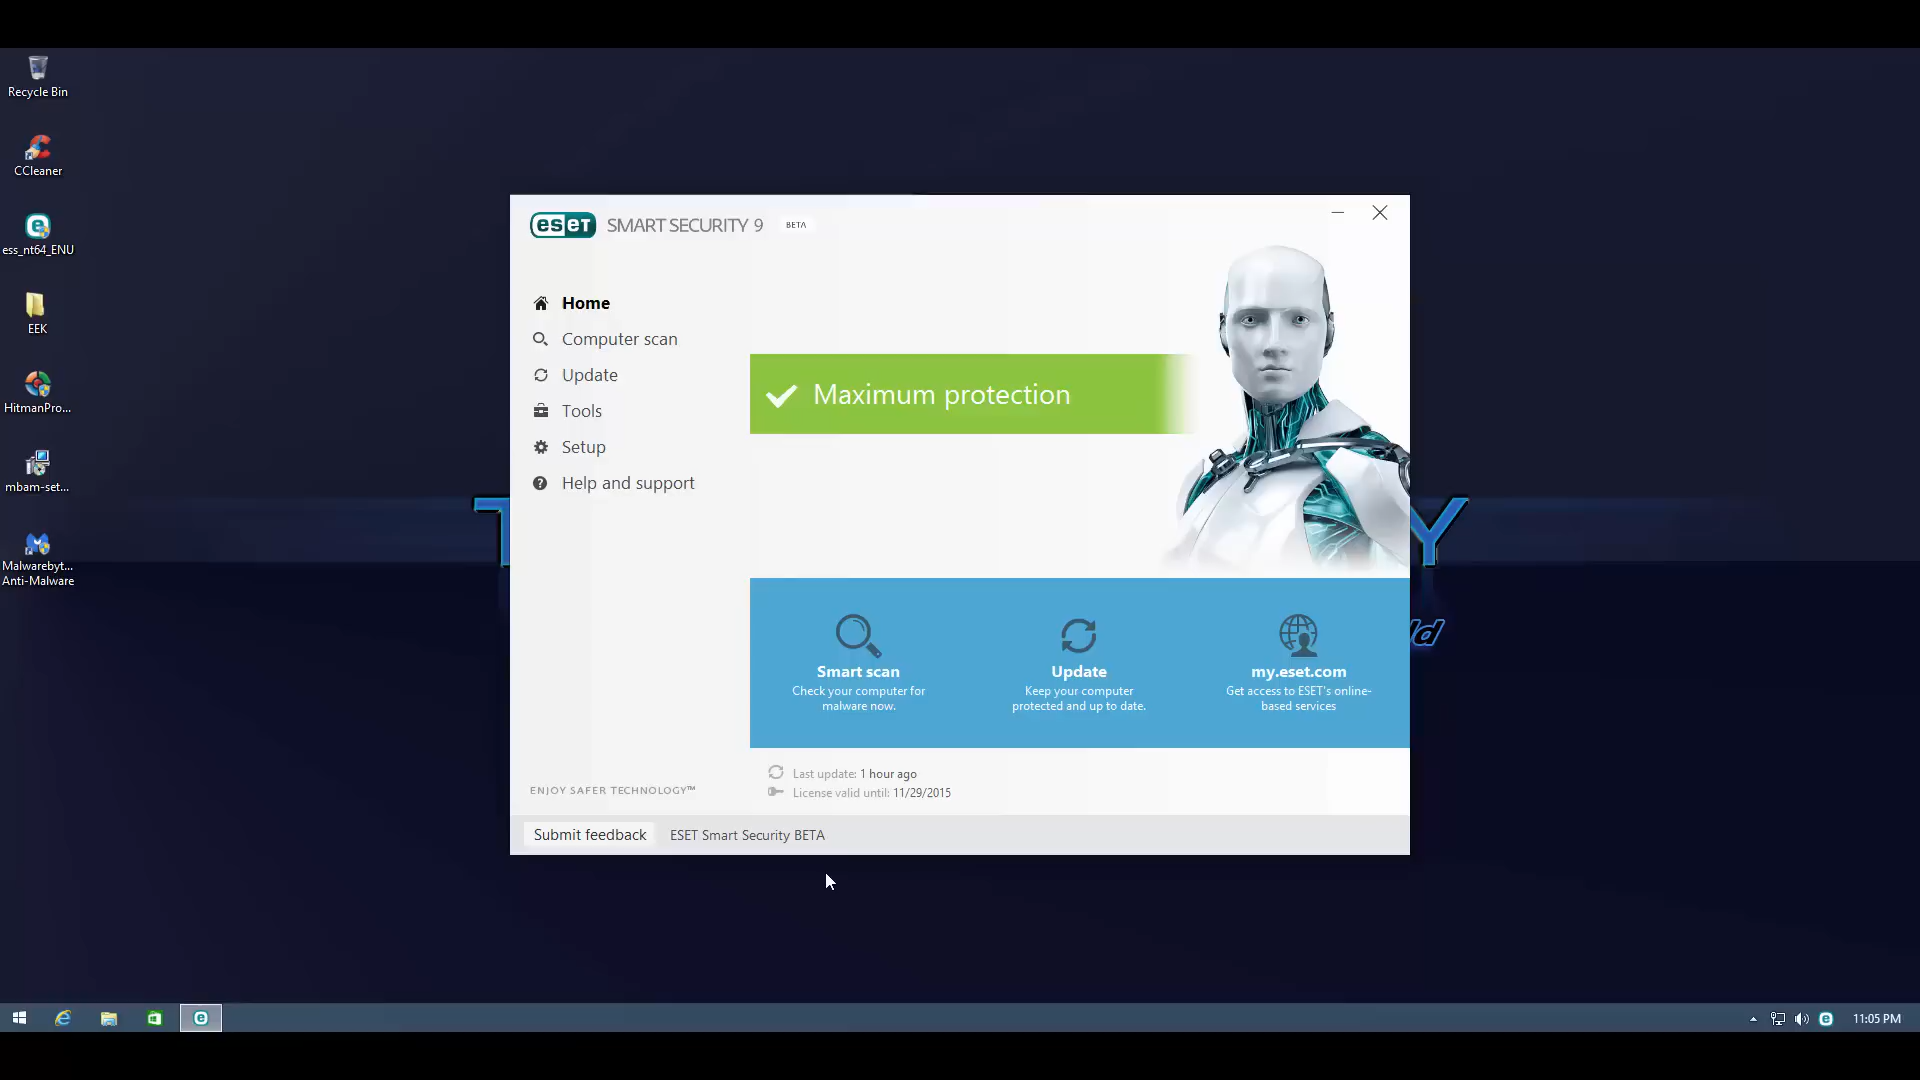 Recycle Bin
CCleaner
ess_nt64_ENU
EEK
HitmanPro...
mbam-set...
Malwarebyt...
Anti-Malware
eseT SMART SECURITY 9 BETA
Home
Computer scan
Update
Tools
Setup
Help and support
Maximum protection
Smart scan
Check your computer for
malware now.
Update
Keep your computer
protected and up to date.
my.eset.com
Get access to ESET's online-
based services
Last update: 1 hour ago
License valid until: 11/29/2015
ENJOY SAFER TECHNOLOGY™
Submit feedback
ESET Smart Security BETA
T
Y
ld
11:05 PM